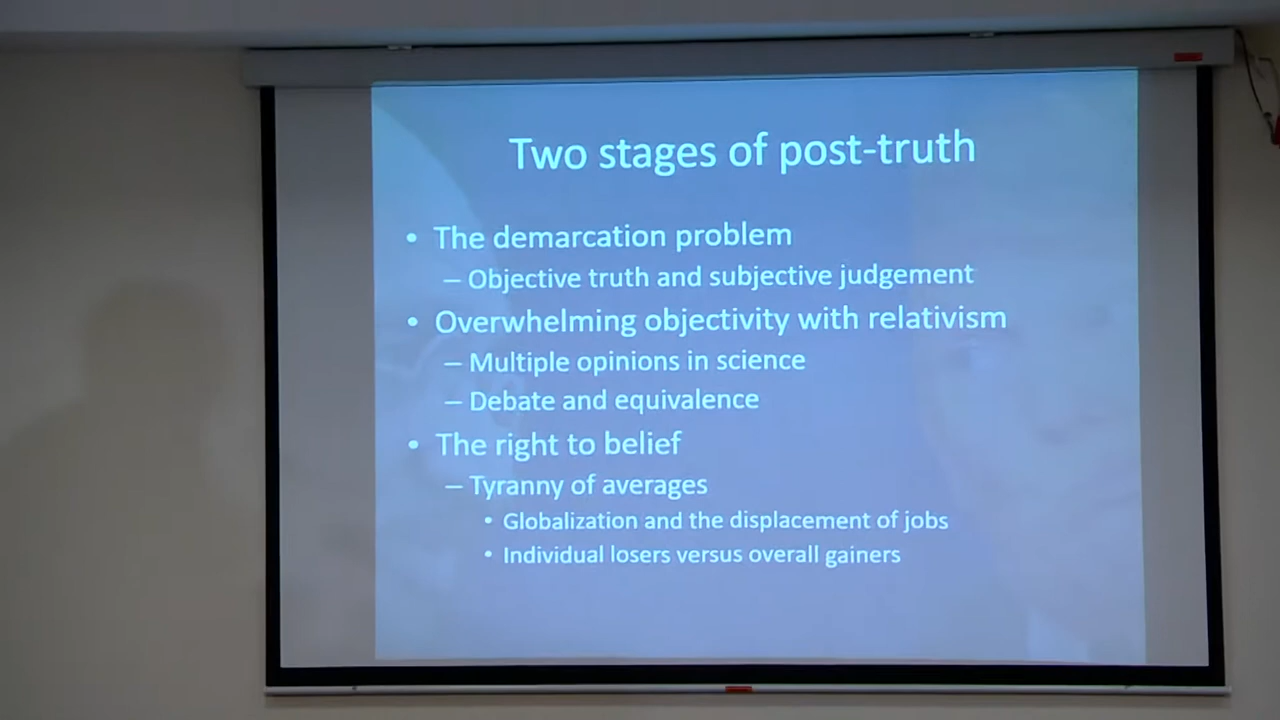 Two stages of post-truth
• The demarcation problem
– Objective truth and subjective judgement
• Overwhelming objectivity with relativism
– Multiple opinions in science
– Debate and equivalence
• The right to belief
– Tyranny of averages
• Globalization and the displacement of jobs
• Individual losers versus overall gainers